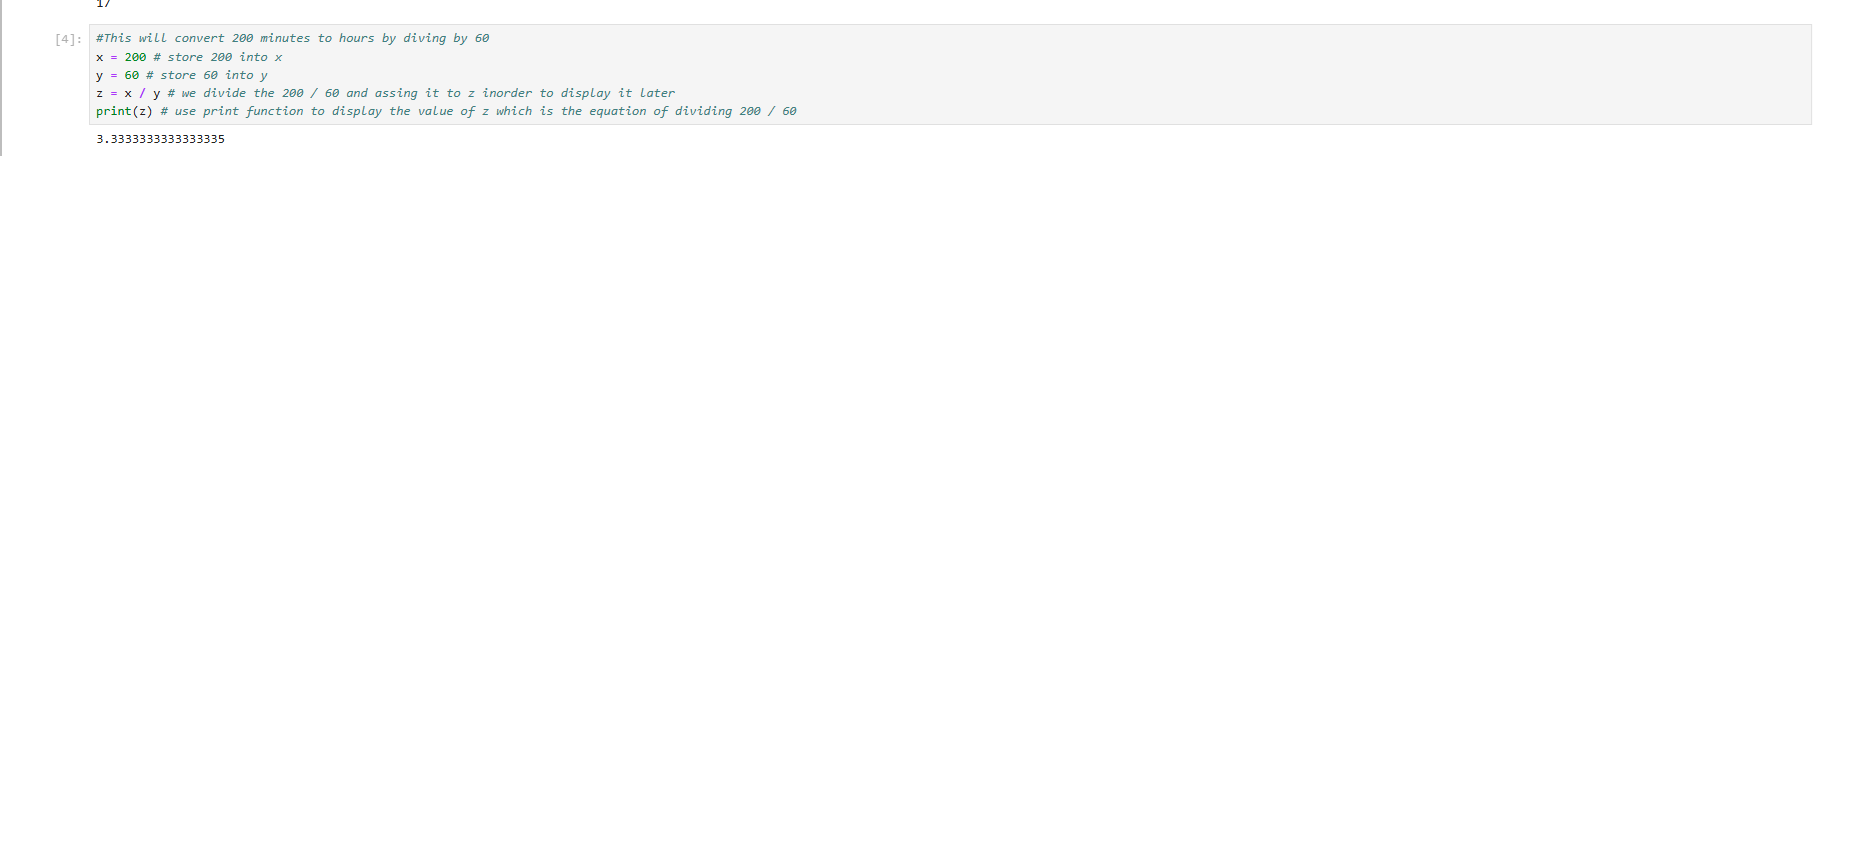 17
[4]:
#This will convert 200 minutes to hours by diving by 60
x = 200 # store 200 into x
y = 60 # store 60 into y
z = x / y # we divide the 200 / 60 and assing it to z inorder to display it later
print(z) # use print function to display the value of z which is the equation of dividing 200 / 60
3.3333333333333335